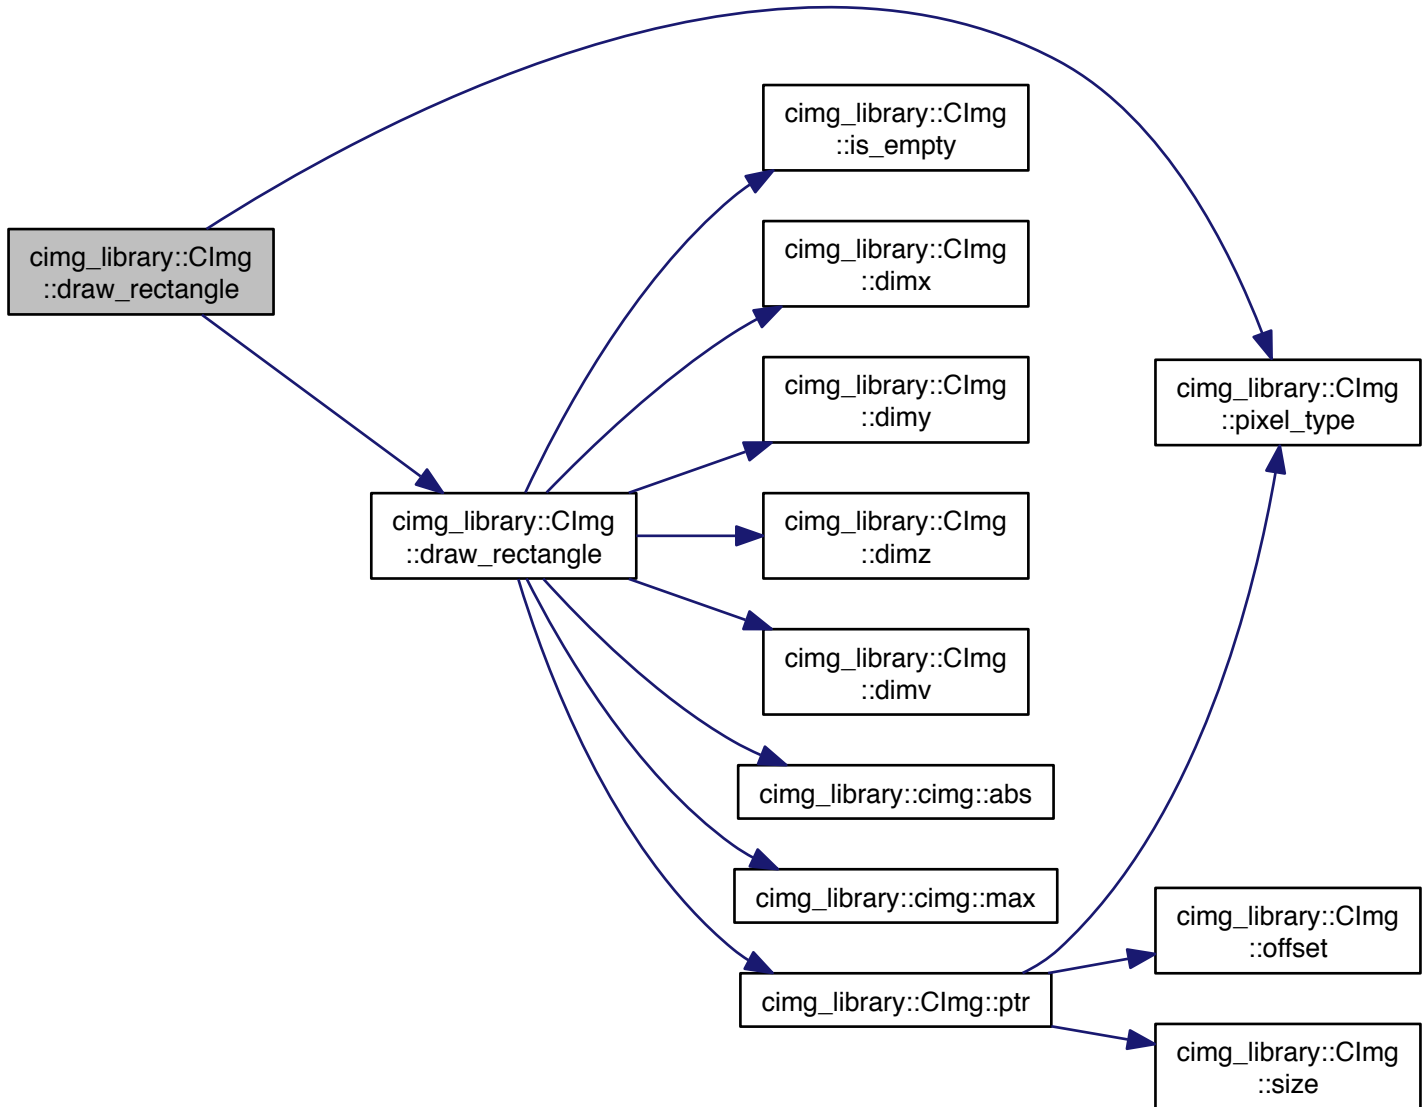 cimg_library::CImg
::draw_rectangle
cimg_library::CImg
::draw_rectangle
cimg_library::CImg
::is_empty
cimg_library::CImg
::dimx
cimg_library::CImg
::dimy
cimg_library::CImg
::dimz
cimg_library::CImg
::dimv
cimg_library::cimg::abs
cimg_library::cimg::max
cimg_library::CImg::ptr
cimg_library::CImg
::pixel_type
cimg_library::CImg
::offset
cimg_library::CImg
::size